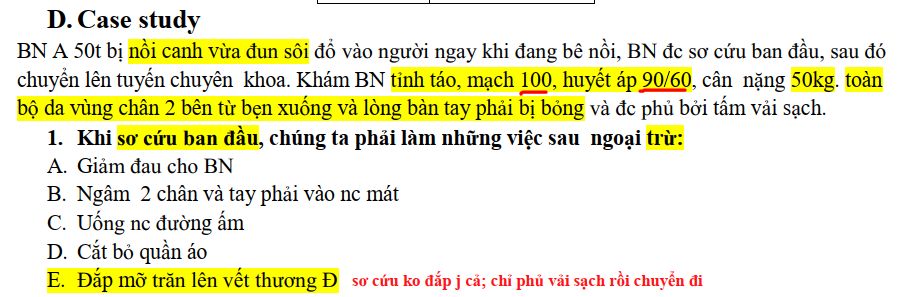 D. Case study
BN A 50t bị nồi canh vừa đun sôi đổ vào người ngay khi đang bê nồi, BN đc sơ cứu ban đầu, sau đó
chuyển lên tuyến chuyên khoa. Khám BN tỉnh táo, mạch 100, huyết áp 90/60, cân nặng 50kg. toàn
bộ da vùng chân 2 bên từ bẹn xuống và lòng bàn tay phải bị bỏng và đc phủ bởi tấm vải sạch.
1. Khi sơ cứu ban đầu, chúng ta phải làm những việc sau ngoại trừ:
A. Giảm đau cho BN
B. Ngâm 2 chân và tay phải vào nc mát
C. Uống nc đường ấm
D. Cắt bỏ quần áo
E. Đắp mỡ trăn lên vết thương Đ sơ cứu ko đắp j cả; chỉ phủ vải sạch rồi chuyển đi